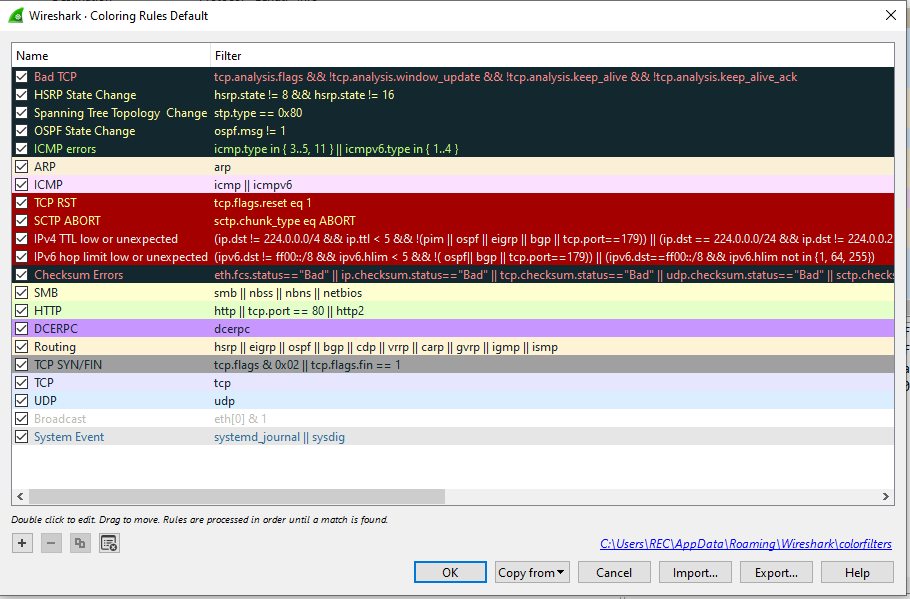 Wireshark · Coloring Rules Default
Name Filter
Bad TCP tcp.analysis.flags && !tcp.analysis.window_update && !tcp.analysis.keep_alive && !tcp.analysis.keep_alive_ack
HSRP State Change hsrp.state != 8 && hsrp.state != 16
Spanning Tree Topology  Change stp.type == 0x80
OSPF State Change ospf.msg != 1
ICMP errors icmp.type in { 3..5, 11 } || icmpv6.type in { 1..4 }
ARP arp
ICMP icmp || icmpv6
TCP RST tcp.flags.reset eq 1
SCTP ABORT sctp.chunk_type eq ABORT
IPv4 TTL low or unexpected (ip.dst != 224.0.0.0/4 && ip.ttl < 5 && !(pim || ospf || eigrp || bgp || tcp.port==179)) || (ip.dst == 224.0.0.0/24 && ip.dst != 224.0.0.2
IPv6 hop limit low or unexpected (ipv6.dst != ff00::/8 && ipv6.hlim < 5 && !( ospf|| bgp || tcp.port==179)) || (ipv6.dst==ff00::/8 && ipv6.hlim not in {1, 64, 255})
Checksum Errors eth.fcs.status=="Bad" || ip.checksum.status=="Bad" || tcp.checksum.status=="Bad" || udp.checksum.status=="Bad" || sctp.checks
SMB smb || nbss || nbns || netbios
HTTP http || tcp.port == 80 || http2
DCERPC dcerpc
Routing hsrp || eigrp || ospf || bgp || cdp || vrrp || carp || gvrp || igmp || ismp
TCP SYN/FIN tcp.flags & 0x02 || tcp.flags.fin == 1
TCP tcp
UDP udp
Broadcast eth[0] & 1
System Event systemd_journal || sysdig
Double click to edit. Drag to move. Rules are processed in order until a match is found.
C:\Users\REC\AppData\Roaming\Wireshark\colorfilters
OK Copy from Cancel Import... Export... Help